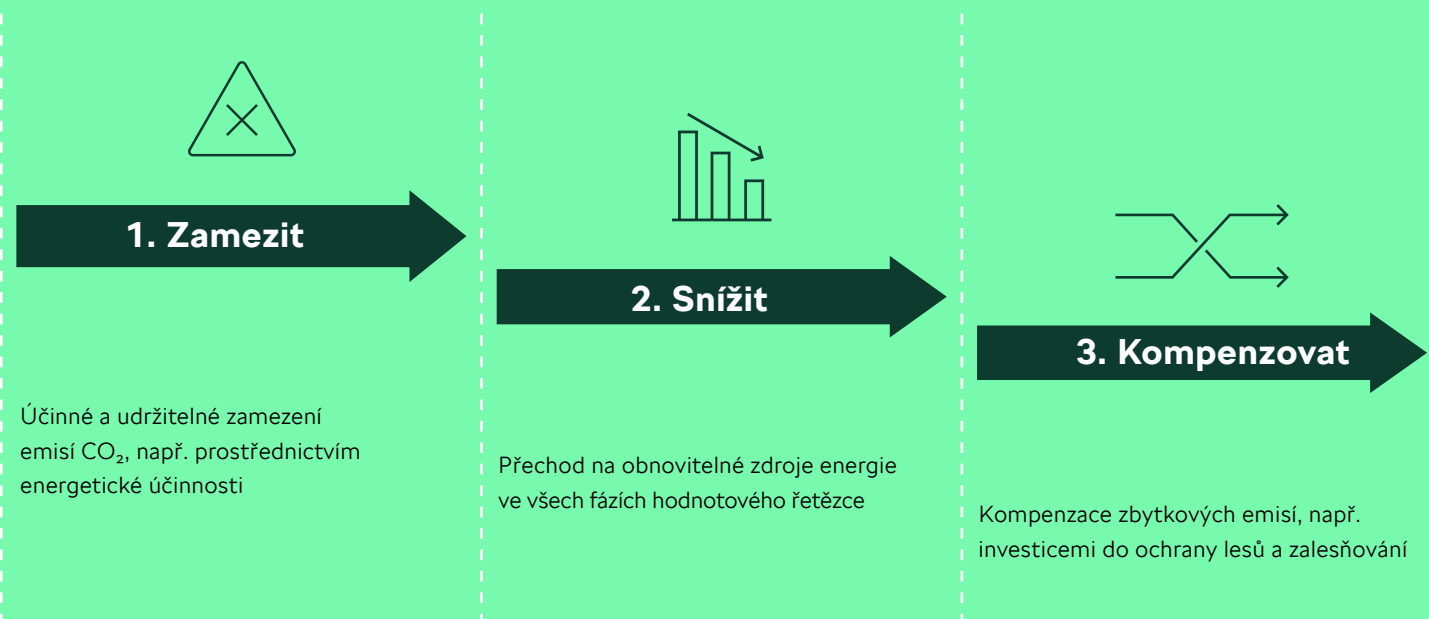 1. Zamezit
Účinné a udržitelné zamezení
emisí CO₂, např. prostřednictvím
energetické účinnosti
2. Snížit
Přechod na obnovitelné zdroje energie
ve všech fázích hodnotového řetězce
3. Kompenzovat
Kompenzace zbytkových emisí, např.
investicemi do ochrany lesů a zalesňování